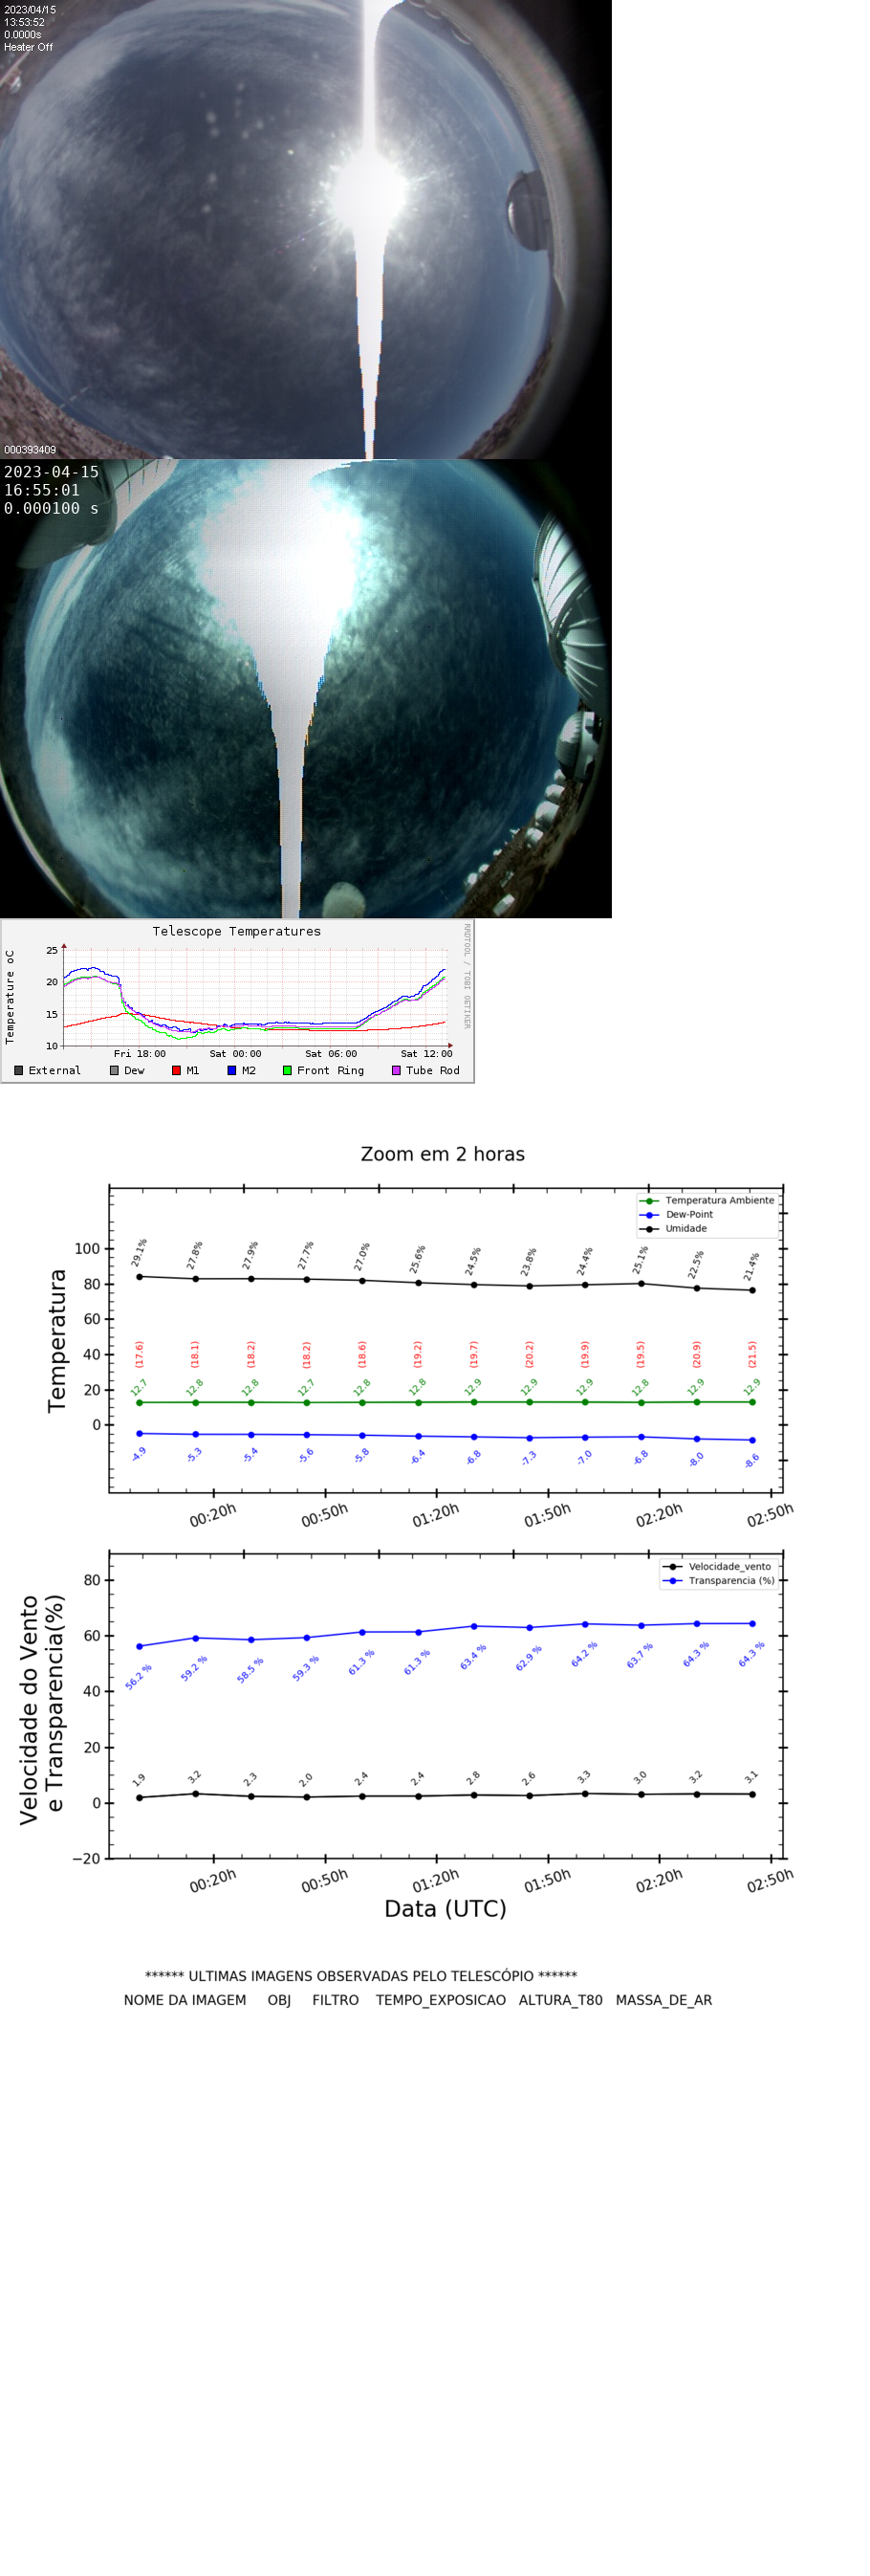 2023/04/15
13:53:52
0.0000s
Heater Off
000393409
2023-04-15
16:55:01
0.000100 s
Telescope Temperatures
RRDTOOL / TOBI OETIKER
Temperature oC
25
20
15
10
Fri 18:00 Sat 00:00 Sat 06:00 Sat 12:00
External Dew M1 M2 Front Ring Tube Rod
Zoom em 2 horas
Temperatura Ambiente
Dew-Point
Umidade
Temperatura
100
80
60
40
20
0
29.1% 27.8% 27.9% 27.7% 27.0% 25.6% 24.5% 23.8% 24.4% 25.1% 22.5% 21.4%
(17.6) (18.1) (18.2) (18.2) (18.6) (19.2) (19.7) (20.2) (19.9) (19.5) (20.9) (21.5)
12.7 12.8 12.8 12.7 12.8 12.8 12.9 12.9 12.9 12.8 12.9 12.9
-4.9 -5.3 -5.4 -5.6 -5.8 -6.4 -6.8 -7.3 -7.0 -6.8 -8.0 -8.6
00:20h 00:50h 01:20h 01:50h 02:20h 02:50h
Velocidade_vento
Transparencia (%)
Velocidade do Vento
e Transparencia(%)
80
60
40
20
0
−20
56.2 % 59.2 % 58.5 % 59.3 % 61.3 % 61.3 % 63.4 % 62.9 % 64.2 % 63.7 % 64.3 % 64.3 %
1.9 3.2 2.3 2.0 2.4 2.4 2.8 2.6 3.3 3.0 3.2 3.1
00:20h 00:50h 01:20h 01:50h 02:20h 02:50h
Data (UTC)
****** ULTIMAS IMAGENS OBSERVADAS PELO TELESCÓPIO ******
NOME DA IMAGEM OBJ FILTRO TEMPO_EXPOSICAO ALTURA_T80 MASSA_DE_AR